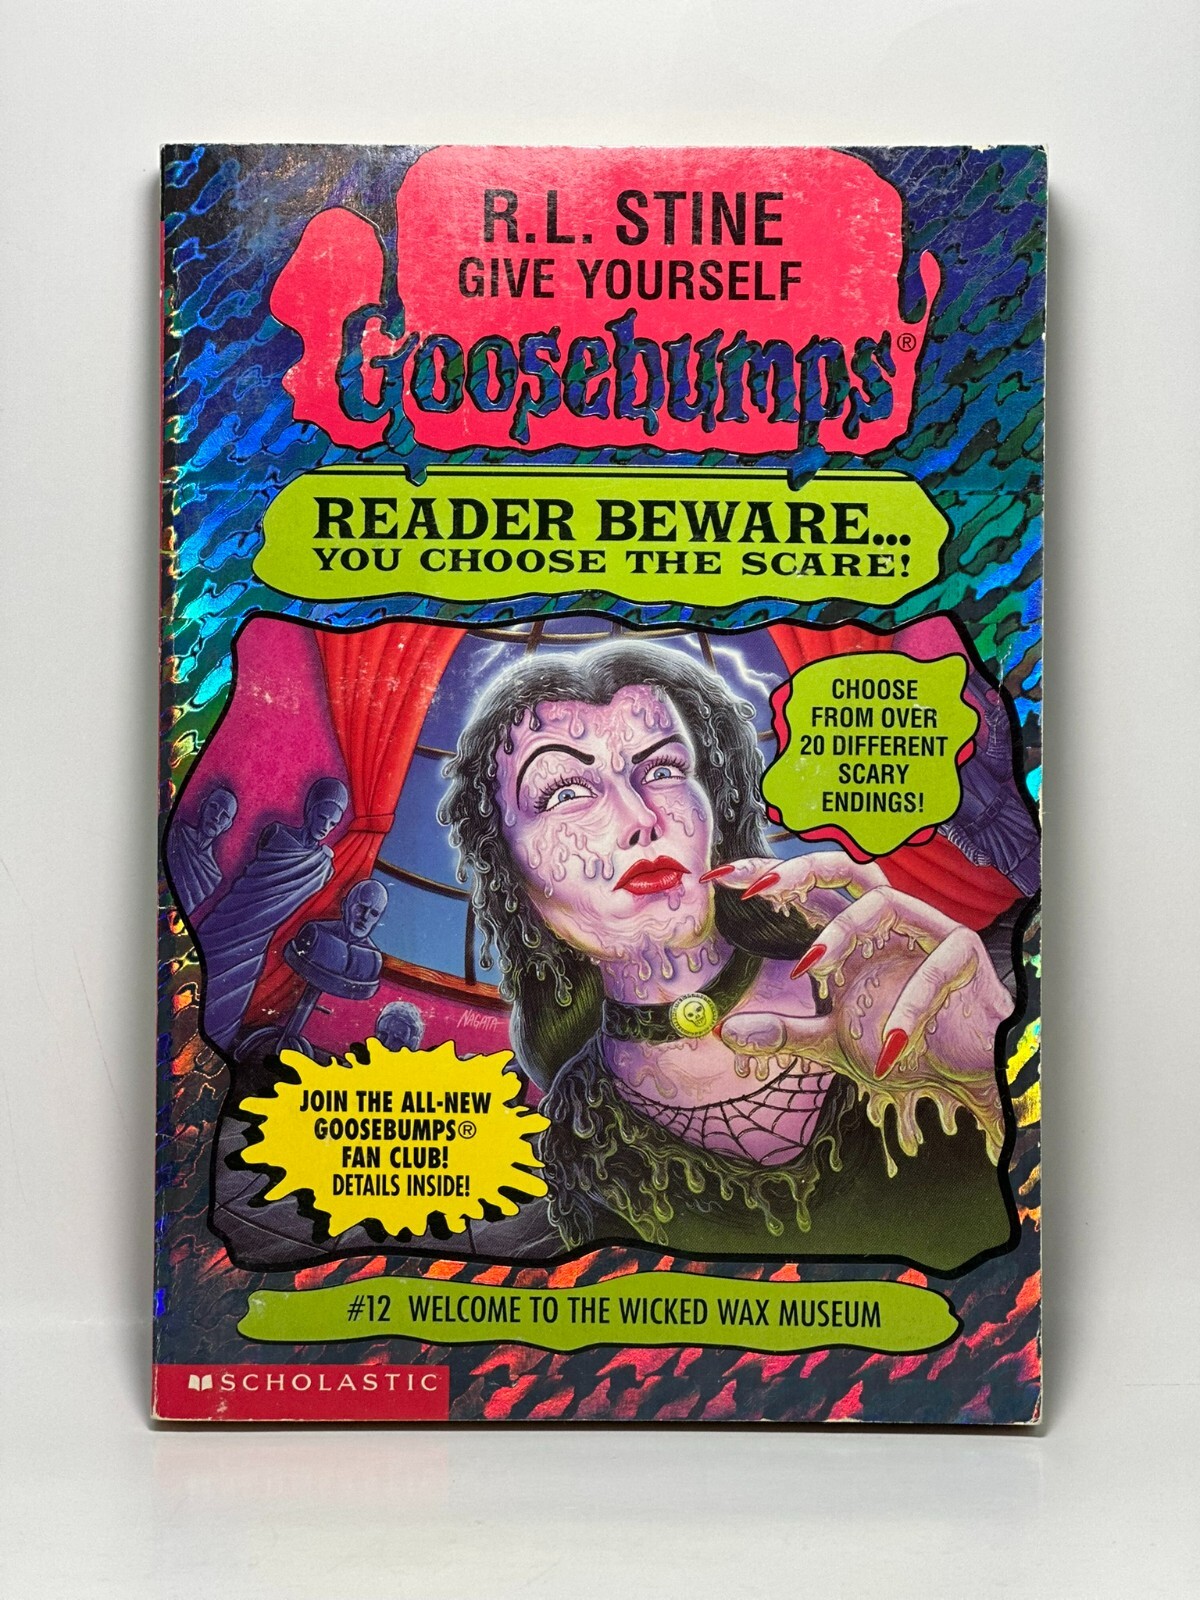 R.L. STINE
GIVE YOURSELF
Goosebumps®
READER BEWARE...
YOU CHOOSE THE SCARE!
CHOOSE
FROM OVER
20 DIFFERENT
SCARY
ENDINGS!
NAGATA
JOIN THE ALL-NEW
GOOSEBUMPS®
FAN CLUB!
DETAILS INSIDE!
#12 WELCOME TO THE WICKED WAX MUSEUM
SCHOLASTIC